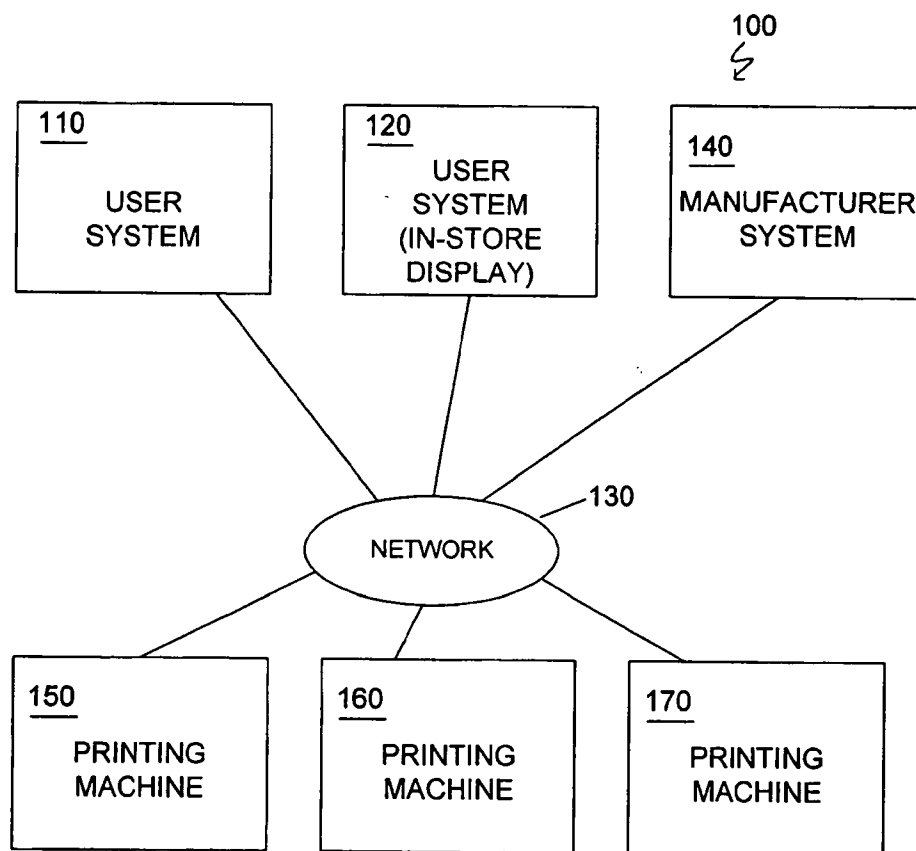 100
110
USER
SYSTEM
120
USER
SYSTEM
(IN-STORE
DISPLAY)
140
MANUFACTURER
SYSTEM
130
NETWORK
150
PRINTING
MACHINE
160
PRINTING
MACHINE
170
PRINTING
MACHINE